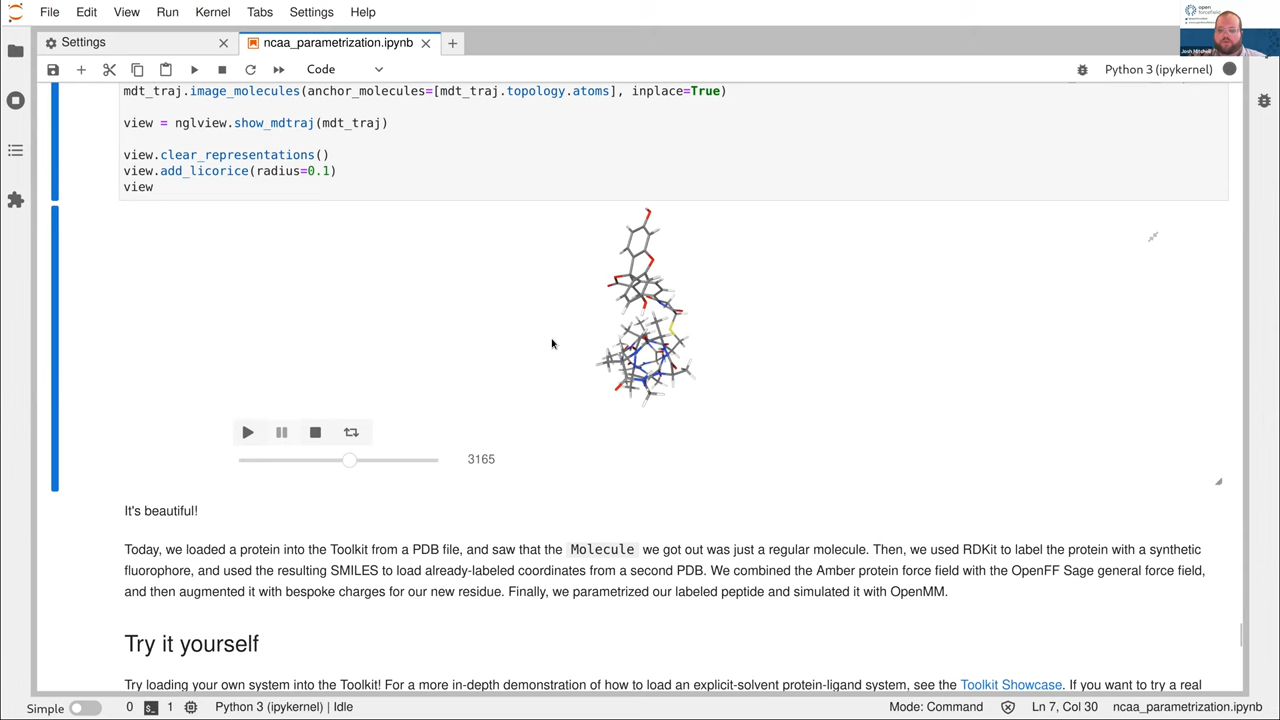 File Edit View Run Kernel Tabs Settings Help
open
forcefield
Josh Mitchell
Settings
ncaa_parametrization.ipynb
Code
Python 3 (ipykernel)
mdt_traj.image_molecules(anchor_molecules=[mdt_traj.topology.atoms], inplace=True)
view = nglview.show_mdtraj(mdt_traj)
view.clear_representations()
view.add_licorice(radius=0.1)
view
3165
It's beautiful!
Today, we loaded a protein into the Toolkit from a PDB file, and saw that the Molecule we got out was just a regular molecule. Then, we used RDKit to label the protein with a synthetic
fluorophore, and used the resulting SMILES to load already-labeled coordinates from a second PDB. We combined the Amber protein force field with the OpenFF Sage general force field,
and then augmented it with bespoke charges for our new residue. Finally, we parametrized our labeled peptide and simulated it with OpenMM.
Try it yourself
Try loading your own system into the Toolkit! For a more in-depth demonstration of how to load an explicit-solvent protein-ligand system, see the Toolkit Showcase. If you want to try a real
Simple 0 1 Python 3 (ipykernel) | Idle Mode: Command Ln 7, Col 30 ncaa_parametrization.ipynb